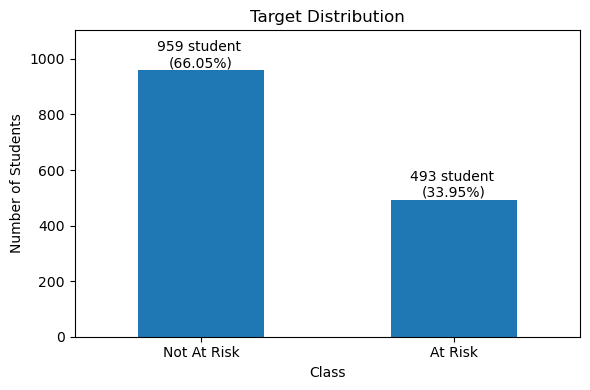 Target Distribution
Number of Students
1000
800
600
400
200
0
959 student
(66.05%)
493 student
(33.95%)
Not At Risk
At Risk
Class